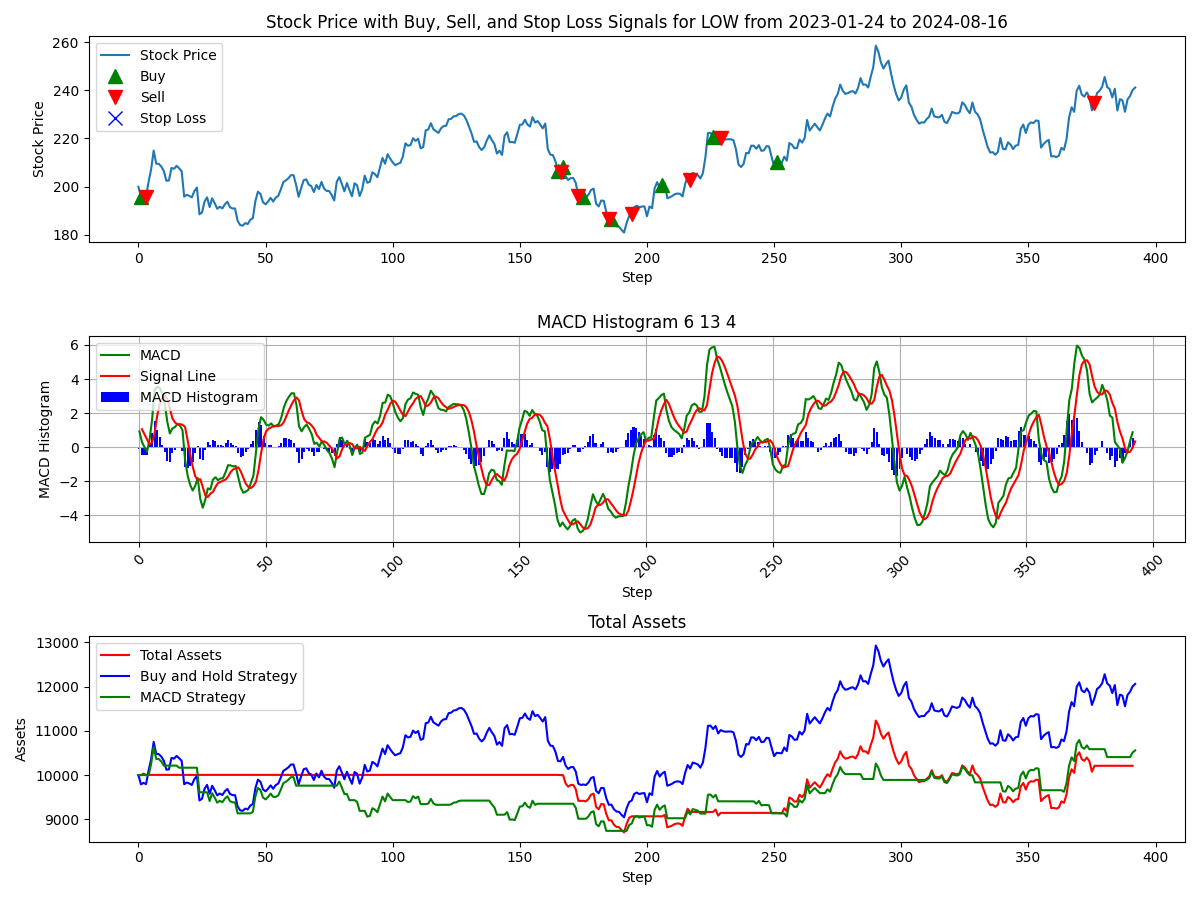 Stock Price with Buy, Sell, and Stop Loss Signals for LOW from 2023-01-24 to 2024-08-16
260
240
220
200
180
Stock Price
Stock Price
Buy
Sell
Stop Loss
0 50 100 150 200 250 300 350 400
Step
MACD Histogram 6 13 4
6
4
2
0
−2
−4
MACD Histogram
MACD
Signal Line
MACD Histogram
0 50 100 150 200 250 300 350 400
Step
Total Assets
13000
12000
11000
10000
9000
Assets
Total Assets
Buy and Hold Strategy
MACD Strategy
0 50 100 150 200 250 300 350 400
Step